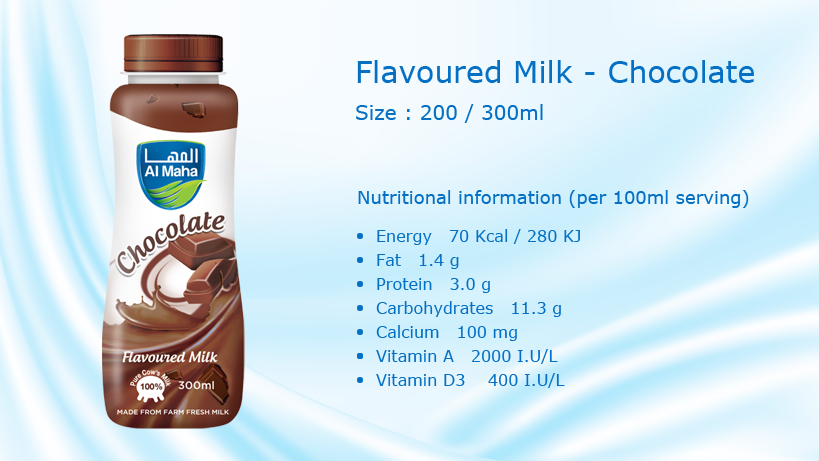 Flavoured Milk - Chocolate
Size : 200 / 300ml
Nutritional information (per 100ml serving)
Energy 70 Kcal / 280 KJ
Fat 1.4 g
Protein 3.0 g
Carbohydrates 11.3 g
Calcium 100 mg
Vitamin A 2000 I.U/L
Vitamin D3 400 I.U/L
المها
Al Maha
Chocolate
Flavoured Milk
Pure Cow's Milk
100%
300ml
MADE FROM FARM FRESH MILK